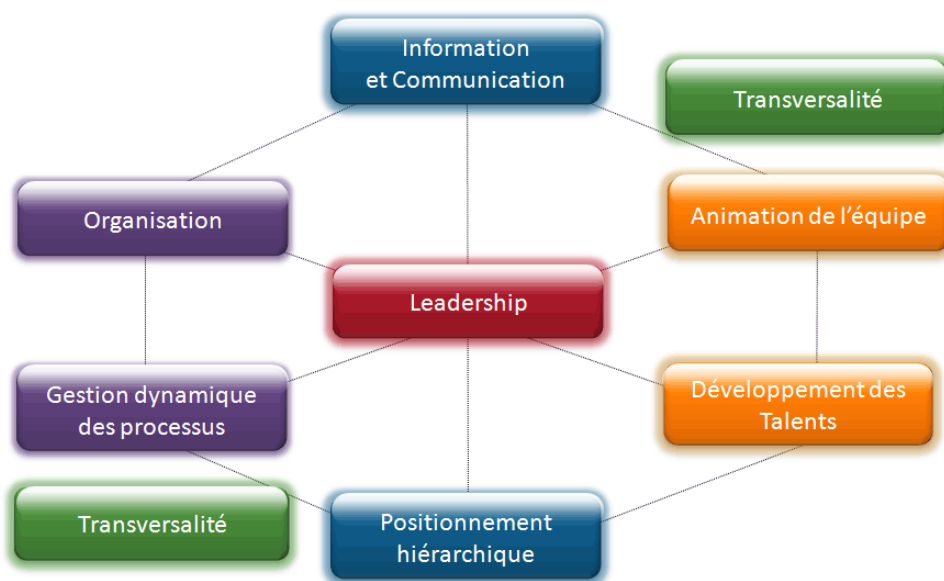 Information
et Communication
Transversalité
Organisation
Animation de l’équipe
Leadership
Gestion dynamique
des processus
Développement des
Talents
Transversalité
Positionnement
hiérarchique